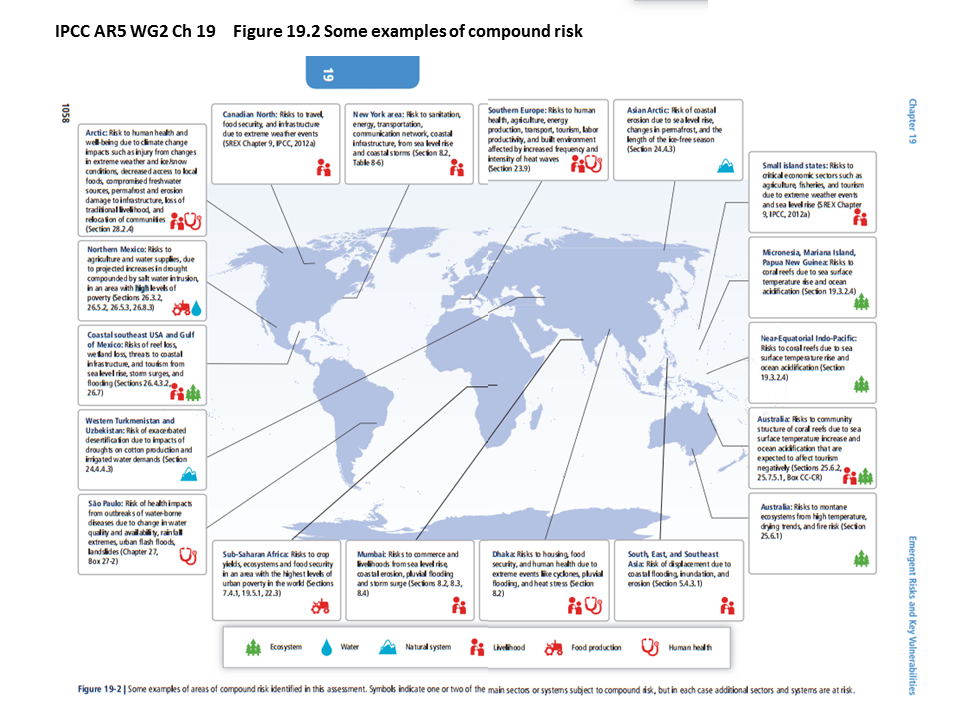 IPCC AR5 WG2 Ch 19 Figure 19.2 Some examples of compound risk
19
1058
Chapter 19
Arctic: Risk to human health and
well-being due to climate change
impacts such as injury from changes
in extreme weather and ice/snow
conditions, decreased access to local
foods, compromised freshwater
sources, permafrost and erosion
damage to infrastructure, loss of
traditional livelihood, and
relocation of communities
(Section 28.2.4)
Canadian North: Risks to travel,
food security, and infrastructure
due to extreme weather events
(SREX Chapter 9, IPCC, 2012a)
New York area: Risk to sanitation,
energy, transportation,
communication network, coastal
infrastructure, from sea level rise
and coastal storms (Section 8.2,
Table 8-6)
Southern Europe: Risks to human
health, agriculture, energy
production, transport, tourism, labor
productivity, and built environment
affected by increased frequency and
intensity of heat waves
(Section 23.9)
Asian Arctic: Risk of coastal
erosion due to sea level rise,
changes in permafrost, and the
length of the ice-free season
(Section 24.4.3)
Small island states: Risks to
critical economic sectors such as
agriculture, fisheries, and tourism
due to extreme weather events
and sea level rise (SREX Chapter
9, IPCC, 2012a)
Northern Mexico: Risks to
agriculture and water supplies, due
to projected increases in drought
compounded by salt water intrusion,
in an area with high levels of
poverty (Sections 26.3.2,
26.5.2, 26.5.3, 26.8.3)
Micronesia, Mariana Island,
Papua New Guinea: Risks to
coral reefs due to sea surface
temperature rise and ocean
acidification (Section 19.3.2.4)
Coastal southeast USA and Gulf
of Mexico: Risks of reef loss,
wetland loss, threats to coastal
infrastructure, and tourism from
sea level rise, storm surges, and
flooding (Sections 26.4.3.2,
26.7)
Near-Equatorial Indo-Pacific:
Risks to coral reefs due to sea
surface temperature rise and
ocean acidification (Section
19.3.2.4)
Western Turkmenistan and
Uzbekistan: Risk of exacerbated
desertification due to impacts of
droughts on cotton production and
irrigated water demands (Section
24.4.4.3)
Australia: Risks to community
structure of coral reefs due to sea
surface temperature increase and
ocean acidification that are
expected to affect tourism
negatively (Sections 25.6.2,
25.7.5.1, Box CC-CR)
São Paulo: Risk of health impacts
from outbreaks of water-borne
diseases due to change in water
quality and availability, rainfall
extremes, urban flash floods,
landslides (Chapter 27,
Box 27-2)
Australia: Risks to montane
ecosystems from high temperature,
drying trends, and fire risk (Section
25.6.1)
Sub-Saharan Africa: Risks to crop
yields, ecosystems and food security
in an area with the highest levels of
urban poverty in the world (Sections
7.4.1, 19.5.1, 22.3)
Mumbai: Risks to commerce and
livelihoods from sea level rise,
coastal erosion, pluvial flooding
and storm surge (Sections 8.2, 8.3,
8.4)
Dhaka: Risks to housing, food
security, and human health due to
extreme events like cyclones, pluvial
flooding, and heat stress (Section
8.2)
South, East, and Southeast
Asia: Risk of displacement due to
coastal flooding, inundation, and
erosion (Section 5.4.3.1)
Ecosystem Water Natural system Livelihood Food production Human health
Emergent Risks and Key Vulnerabilities
Figure 19-2 | Some examples of areas of compound risk identified in this assessment. Symbols indicate one or two of the main sectors or systems subject to compound risk, but in each case additional sectors and systems are at risk.